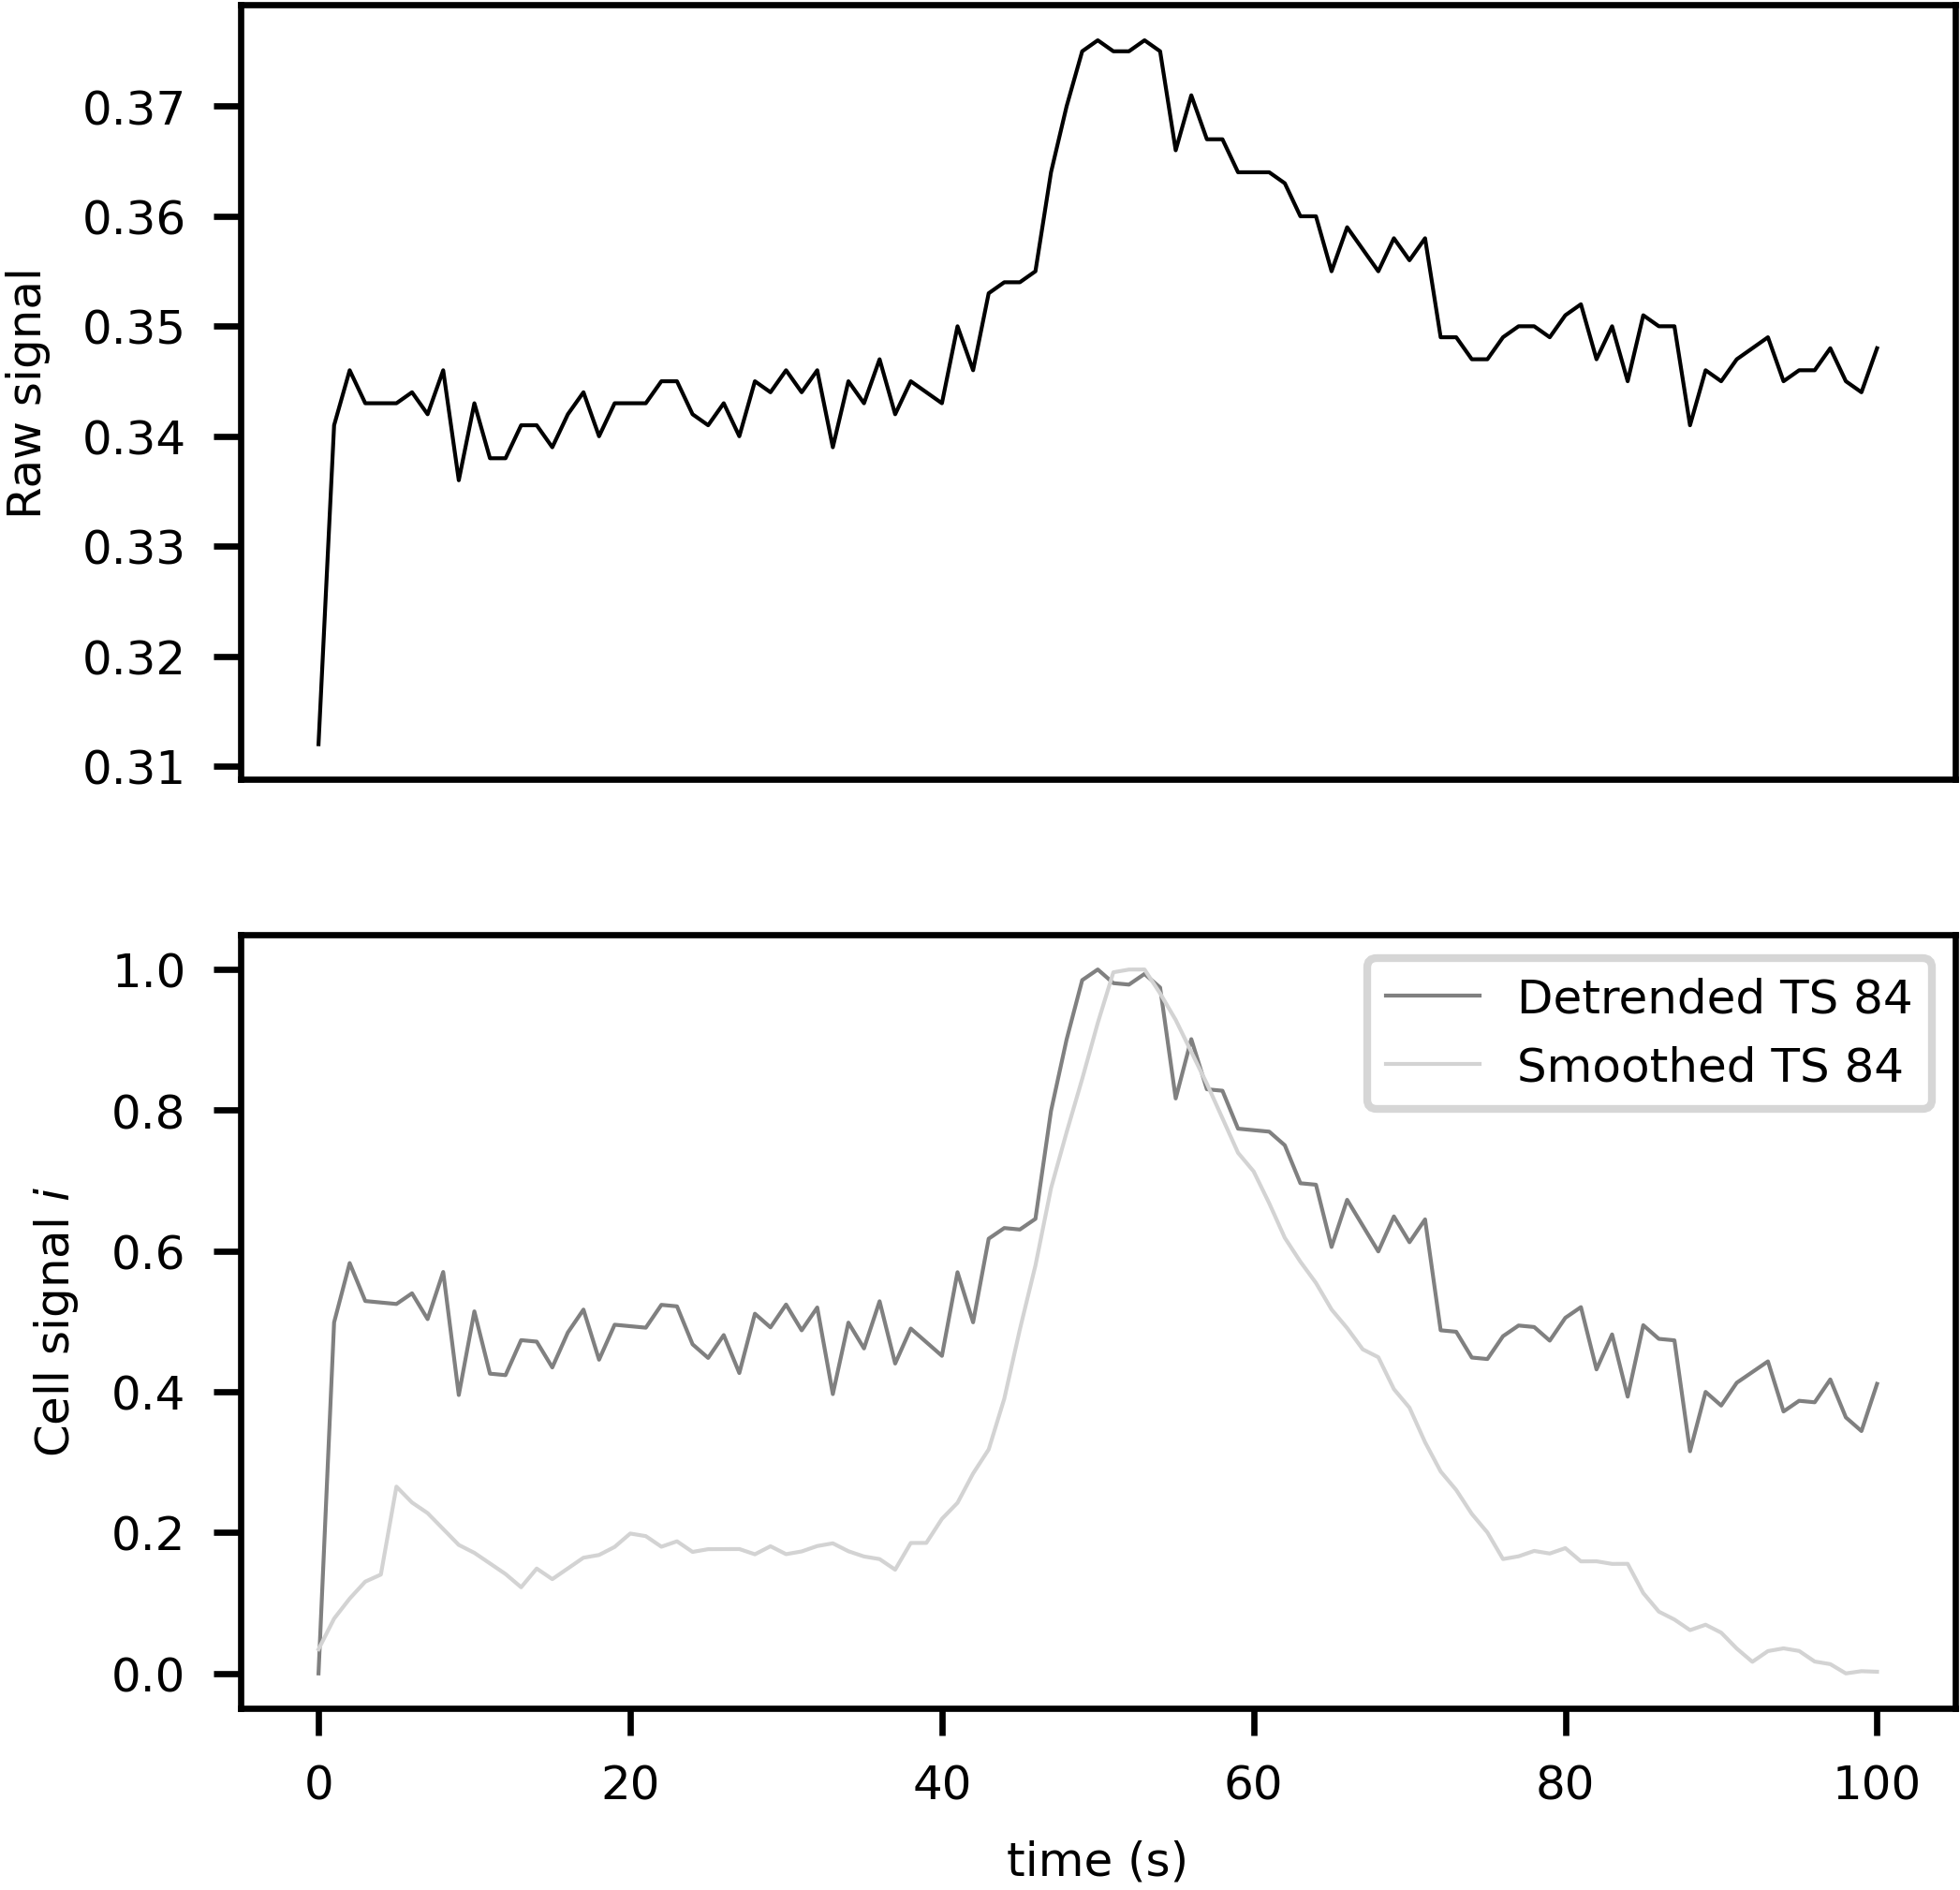 Raw signal
0.37
0.36
0.35
0.34
0.33
0.32
0.31
Cell signal i
1.0
0.8
0.6
0.4
0.2
0.0
Detrended TS 84
Smoothed TS 84
0 20 40 60 80 100
time (s)